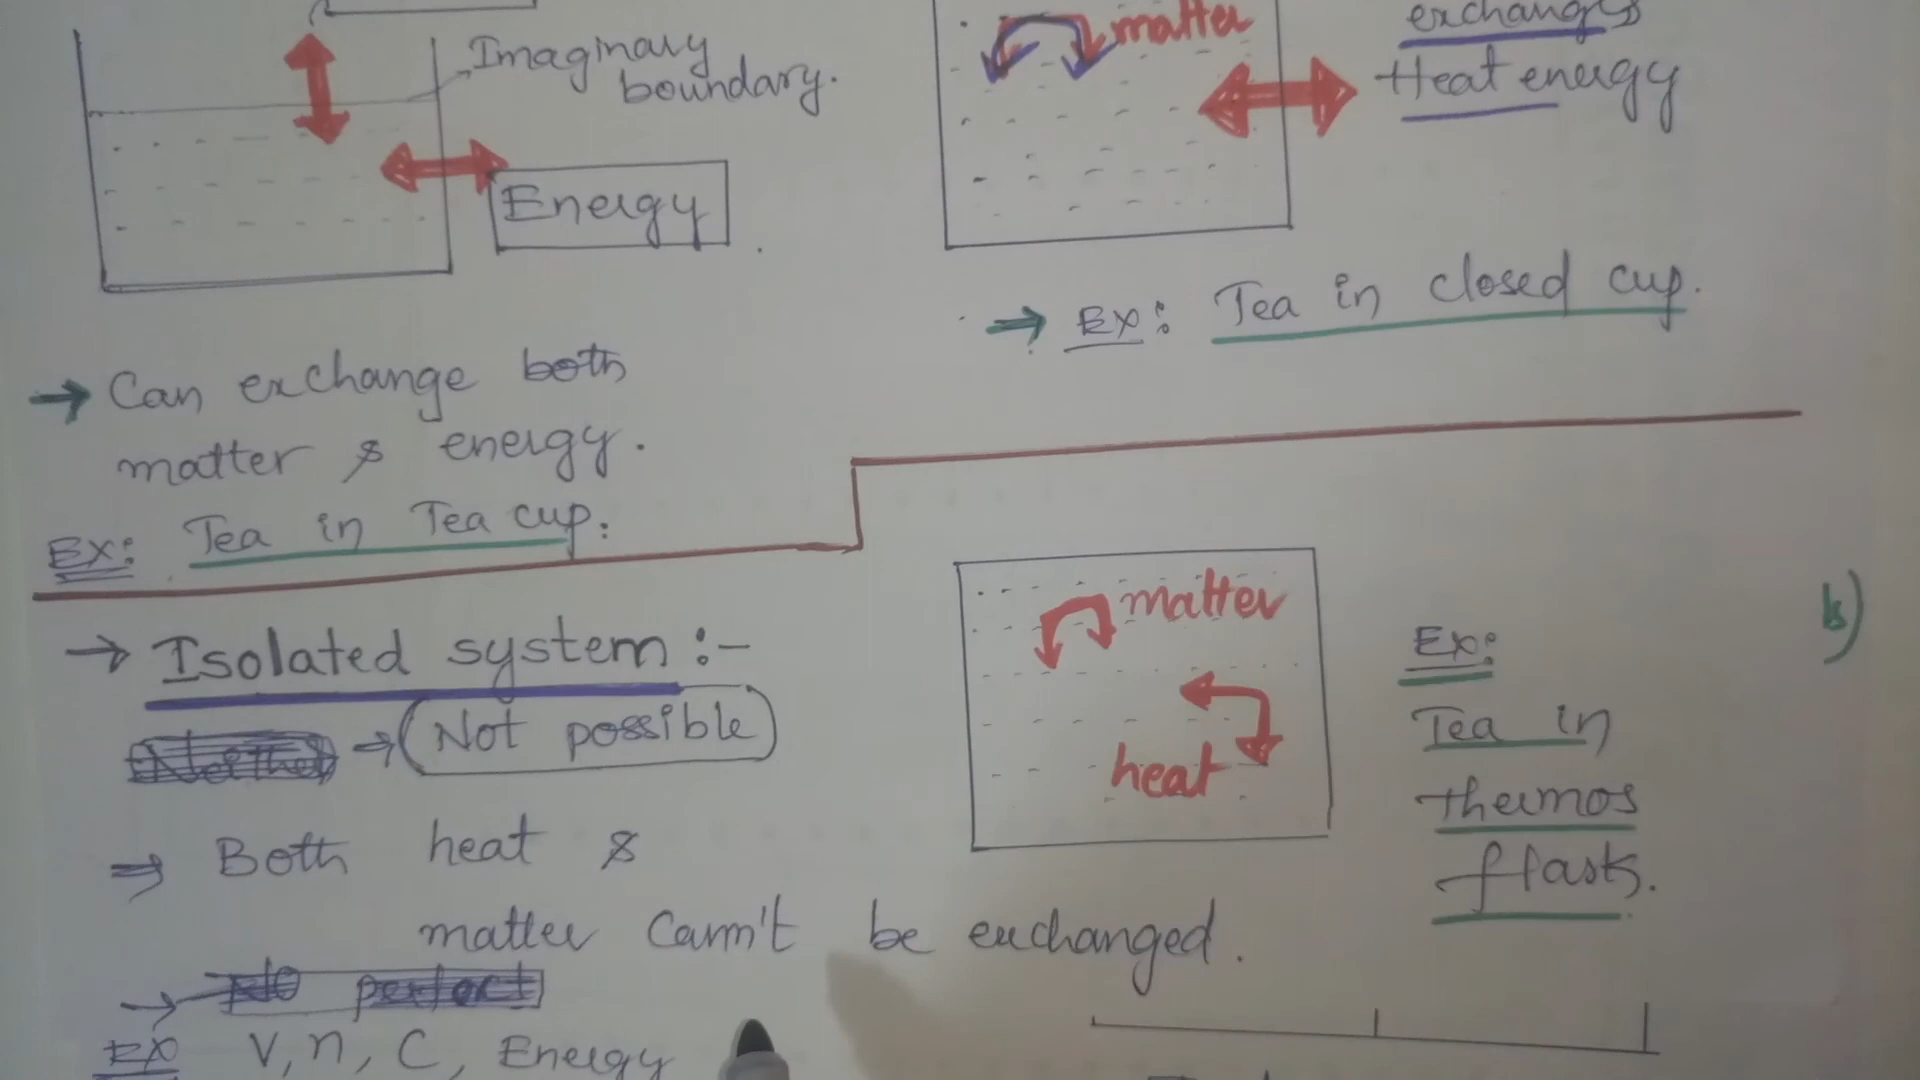 Imaginary
boundary.
Energy
→ Can exchange both
matter & energy.
Ex: Tea in Tea cup.
matter
exchanges
Heat energy
→ Ex: Tea in closed cup.
→ Isolated system :-
→ (Not possible)
⇒ Both heat &
matter Cann't be exchanged.
→
Ex V, n, C, Energy
matter
heat
Ex:
Tea in
thermos
flask.
b)